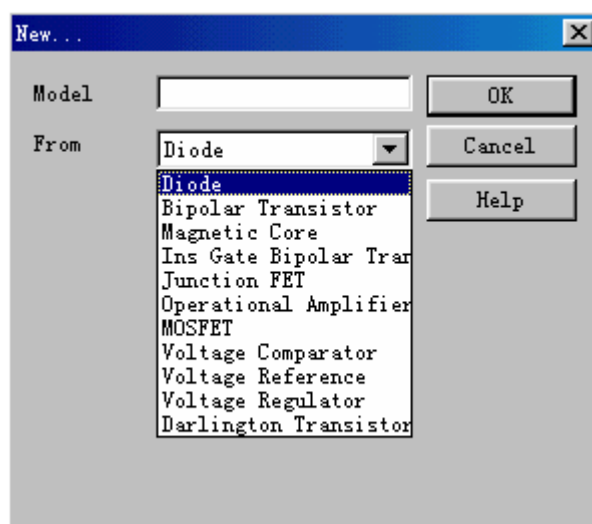 New...
Model
OK
From
Diode
Cancel
Diode
Help
Bipolar Transistor
Magnetic Core
Ins Gate Bipolar Tran
Junction FET
Operational Amplifier
MOSFET
Voltage Comparator
Voltage Reference
Voltage Regulator
Darlington Transistor